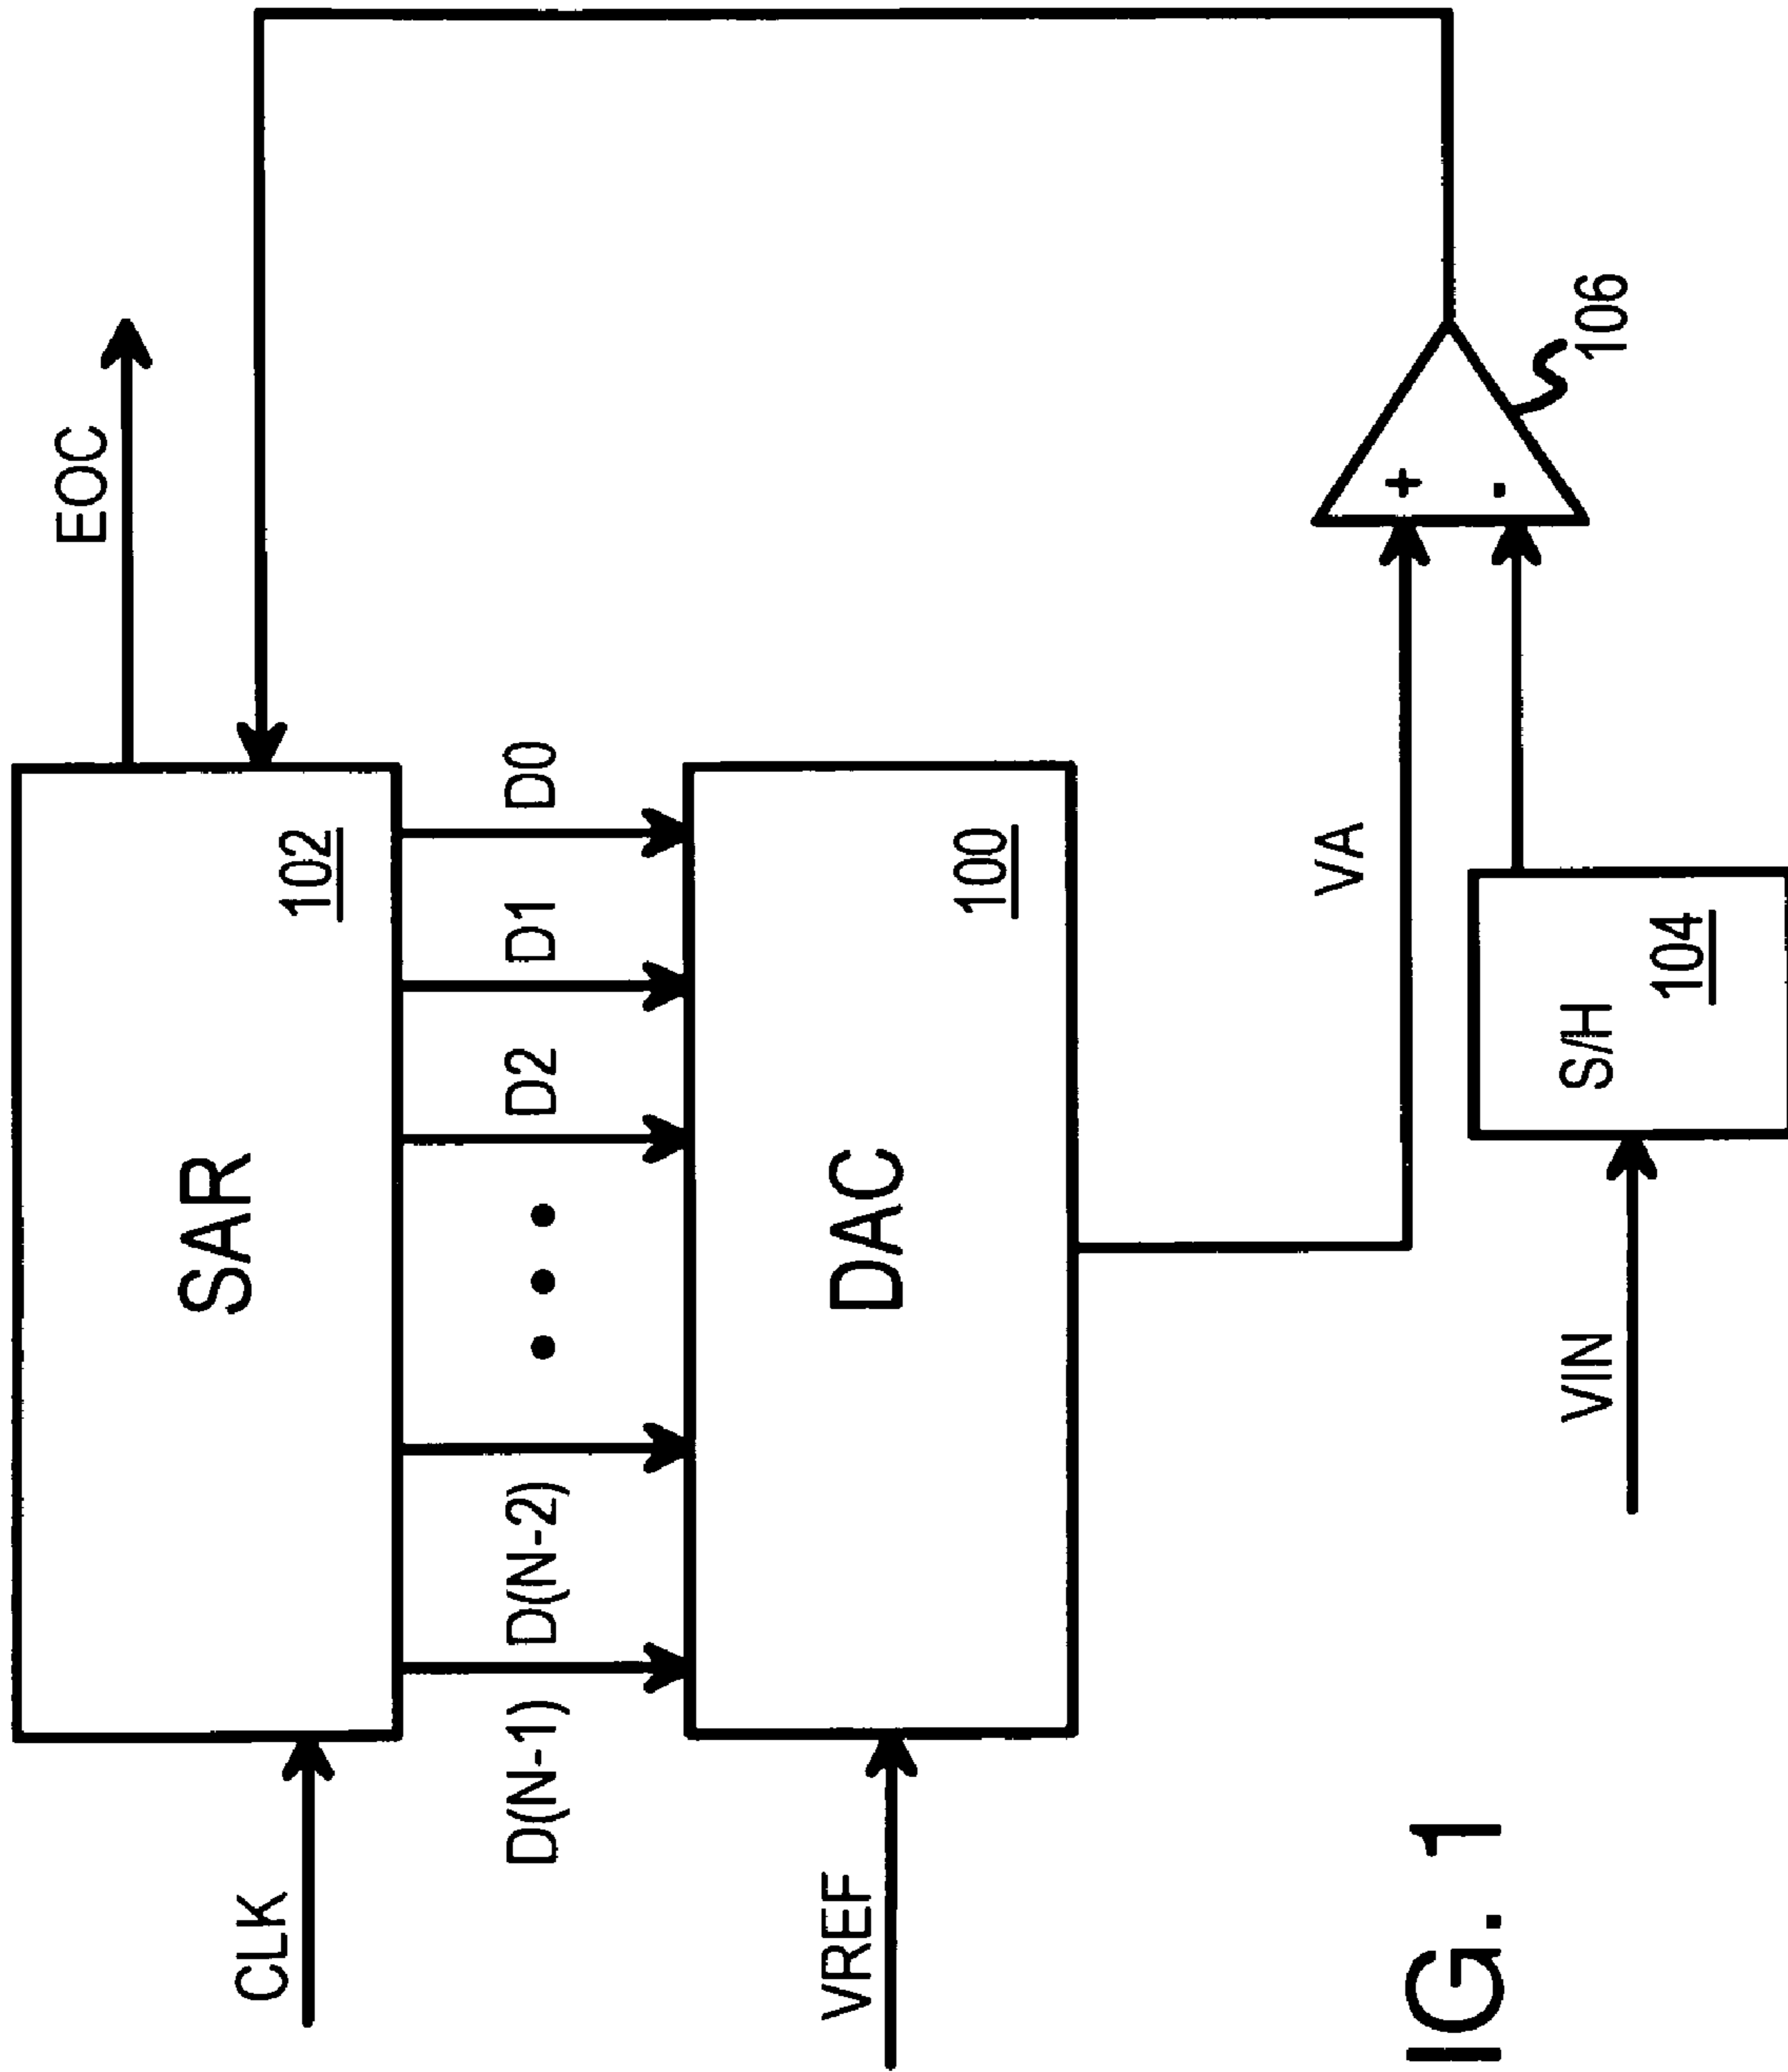 EOC
CLK
SAR
102
D(N-1)
D(N-2)
D2
D1
D0
VREF
DAC
100
VA
VIN
S/H
104
+
-
106
IG. 1